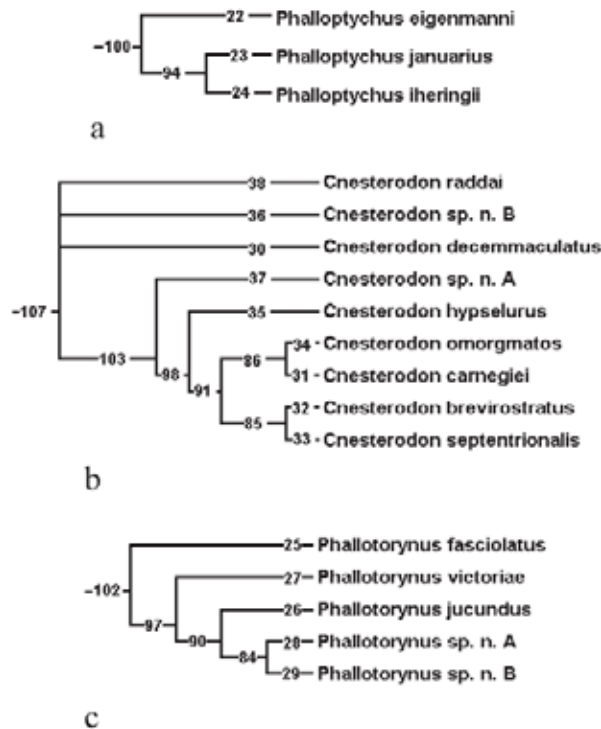 22 Phalloptychus eigenmanni
-100
23 Phalloptychus januarius
94
24 Phalloptychus iheringii
a
38 Cnesterodon raddai
36 Cnesterodon sp. n. B
30 Cnesterodon decemmaculatus
37 Cnesterodon sp. n. A
-107
35 Cnesterodon hypselurus
34 Cnesterodon omorgmatos
103
86
98
31 Cnesterodon carnegiei
91
32 Cnesterodon brevirostratus
85
33 Cnesterodon septentrionalis
b
25 Phallotorynus fasciolatus
27 Phallotorynus victoriae
-102
26 Phallotorynus jucundus
97
90
28 Phallotorynus sp. n. A
84
29 Phallotorynus sp. n. B
c